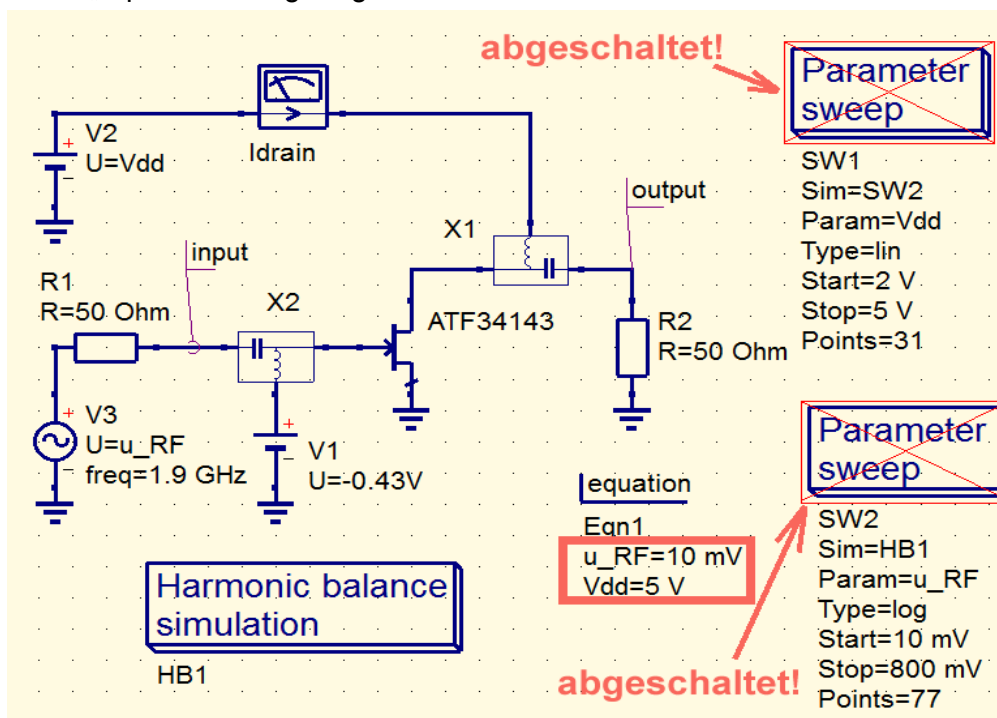 abgeschaltet!
Parameter
sweep
SW1
Sim=SW2
Param=Vdd
Type=lin
Start=2 V
Stop=5 V
Points=31
V2
U=Vdd
Idrain
output
X1
input
R1
R=50 Ohm
X2
ATF34143
R2
R=50 Ohm
V3
U=u_RF
freq=1.9 GHz
V1
U=-0.43V
equation
Eqn1
u_RF=10 mV
Vdd=5 V
Parameter
sweep
SW2
Sim=HB1
Param=u_RF
Type=log
Start=10 mV
Stop=800 mV
Points=77
Harmonic balance
simulation
HB1
abgeschaltet!